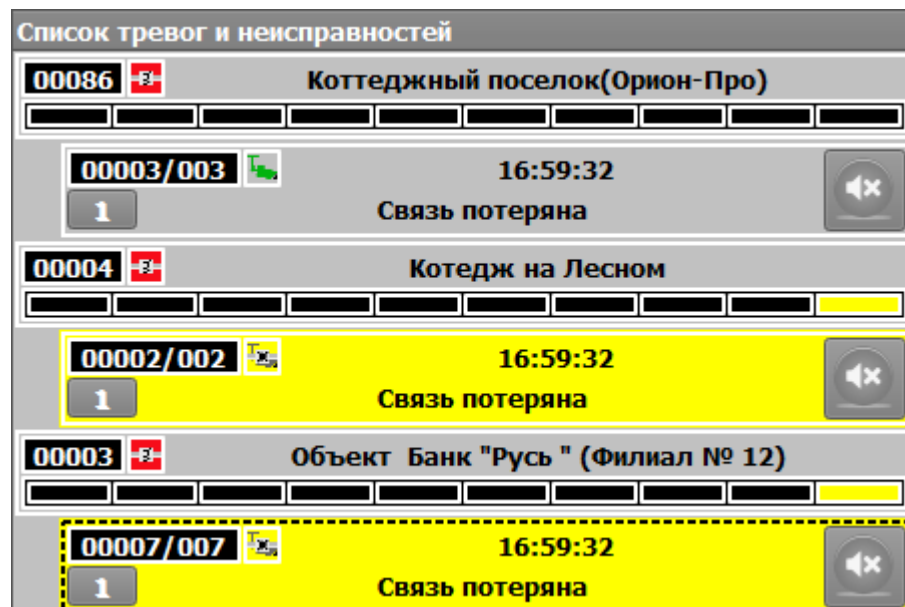 Список тревог и неисправностей
00086 Коттеджный поселок(Орион-Про)
00003/003 16:59:32
1 Связь потеряна
00004 Котедж на Лесном
00002/002 16:59:32
1 Связь потеряна
00003 Объект Банк "Русь " (Филиал № 12)
00007/007 16:59:32
1 Связь потеряна